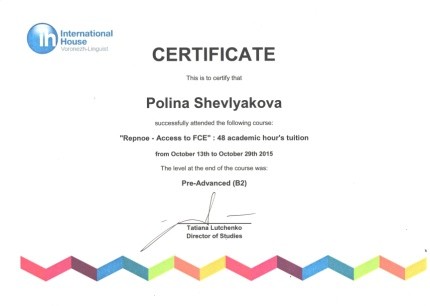 International
House
Voronezh-Linguist
CERTIFICATE
This is to certify that
Polina Shevlyakova
successfully attended the following course:
"Repnoe - Access to FCE" : 48 academic hour's tuition
from October 13th to October 29th 2015
The level at the end of the course was:
Pre-Advanced (B2)
Tatiana Lutchenko
Director of Studies